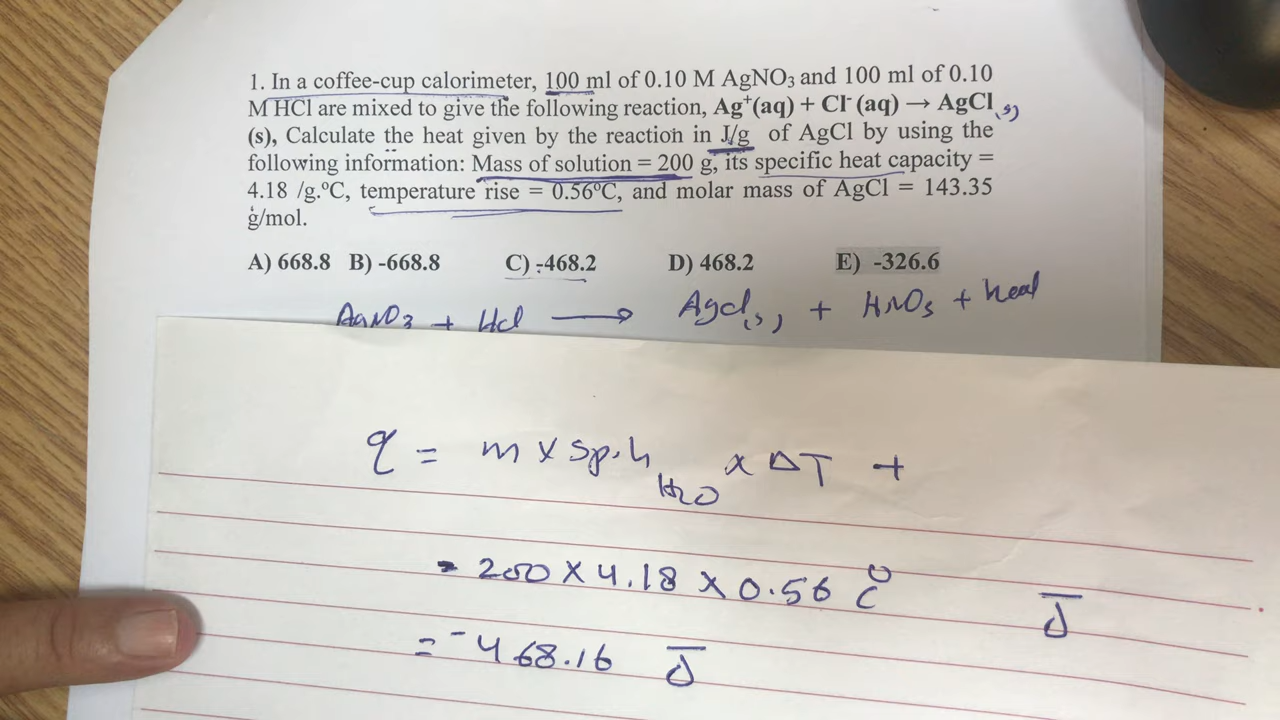 1. In a coffee-cup calorimeter, 100 ml of 0.10 M AgNO₃ and 100 ml of 0.10
M HCl are mixed to give the following reaction, Ag⁺(aq) + Cl⁻ (aq) → AgCl (s)
(s), Calculate the heat given by the reaction in J/g of AgCl by using the
following information: Mass of solution = 200 g, its specific heat capacity =
4.18 /g.ºC, temperature rise = 0.56ºC, and molar mass of AgCl = 143.35
g/mol.
A) 668.8 B) -668.8 C) -468.2 D) 468.2 E) -326.6
AgNO3 + Hcl → Agcl(s) + HNO3 + heat
q = m x sp.h H2O x ΔT +
- 200 x 4.18 x 0.56 C° J
= -468.16 J